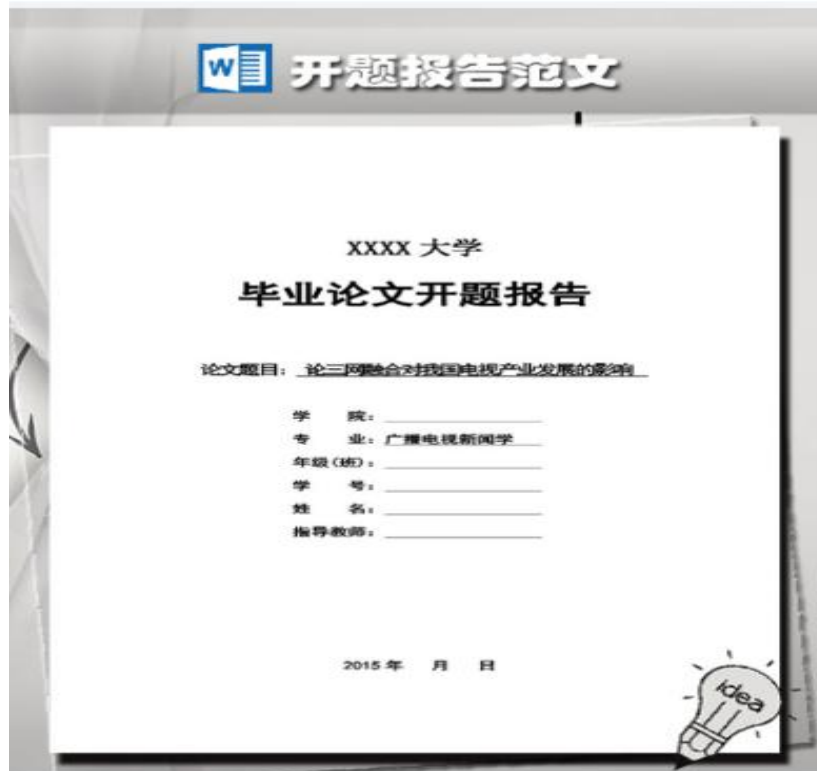 W 开题报告范文
XXXX 大学
毕业论文开题报告
论文题目：论三网融合对我国电视产业发展的影响
学 院：
专 业：广播电视新闻学
年级(班)：
学 号：
姓 名：
指导教师：
2015 年 月 日
idea